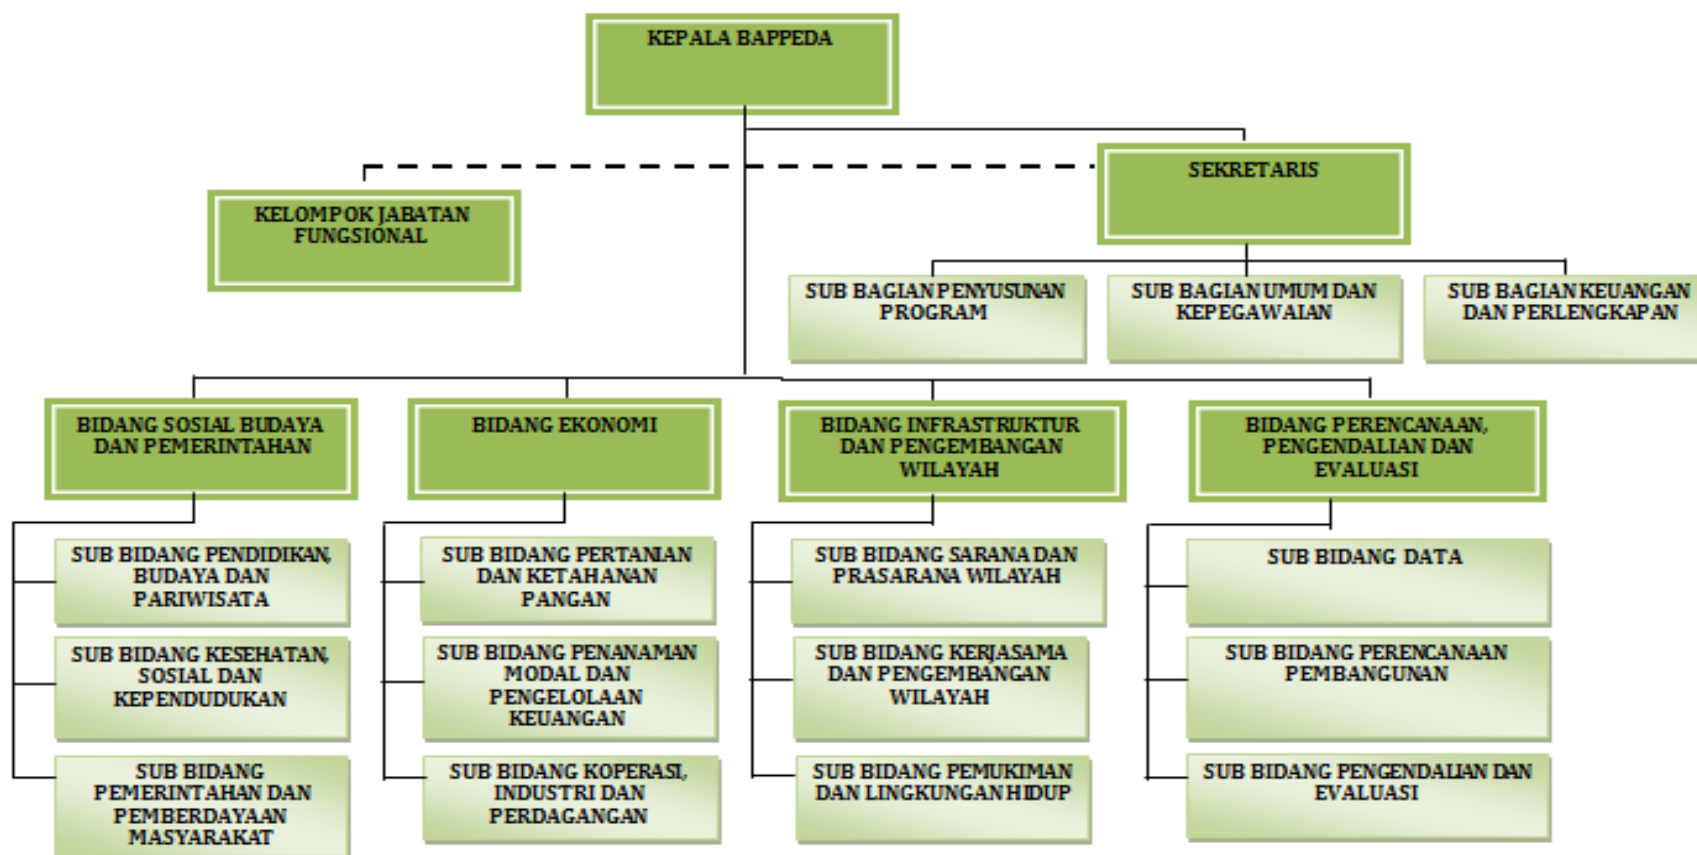 KEPALA BAPPEDA
SEKRETARIS
KELOMPOK JABATAN
FUNGSIONAL
SUB BAGIAN PENYUSUNAN
PROGRAM
SUB BAGIAN UMUM DAN
KEPEGAWAIAN
SUB BAGIAN KEUANGAN
DAN PERLENGKAPAN
BIDANG SOSIAL BUDAYA
DAN PEMERINTAHAN
BIDANG EKONOMI
BIDANG INFRASTRUKTUR
DAN PENGEMBANGAN
WILAYAH
BIDANG PERENCANAAN,
PENGENDALIAN DAN
EVALUASI
SUB BIDANG PENDIDIKAN,
BUDAYA DAN
PARIWISATA
SUB BIDANG PERTANIAN
DAN KETAHANAN
PANGAN
SUB BIDANG SARANA DAN
PRASARANA WILAYAH
SUB BIDANG DATA
SUB BIDANG KESEHATAN,
SOSIAL DAN
KEPENDUDUKAN
SUB BIDANG PENANAMAN
MODAL DAN
PENGELOLAAN
KEUANGAN
SUB BIDANG KERJASAMA
DAN PENGEMBANGAN
WILAYAH
SUB BIDANG PERENCANAAN
PEMBANGUNAN
SUB BIDANG
PEMERINTAHAN DAN
PEMBERDAYAAN
MASYARAKAT
SUB BIDANG KOPERASI,
INDUSTRI DAN
PERDAGANGAN
SUB BIDANG PEMUKIMAN
DAN LINGKUNGAN HIDUP
SUB BIDANG PENGENDALIAN DAN
EVALUASI